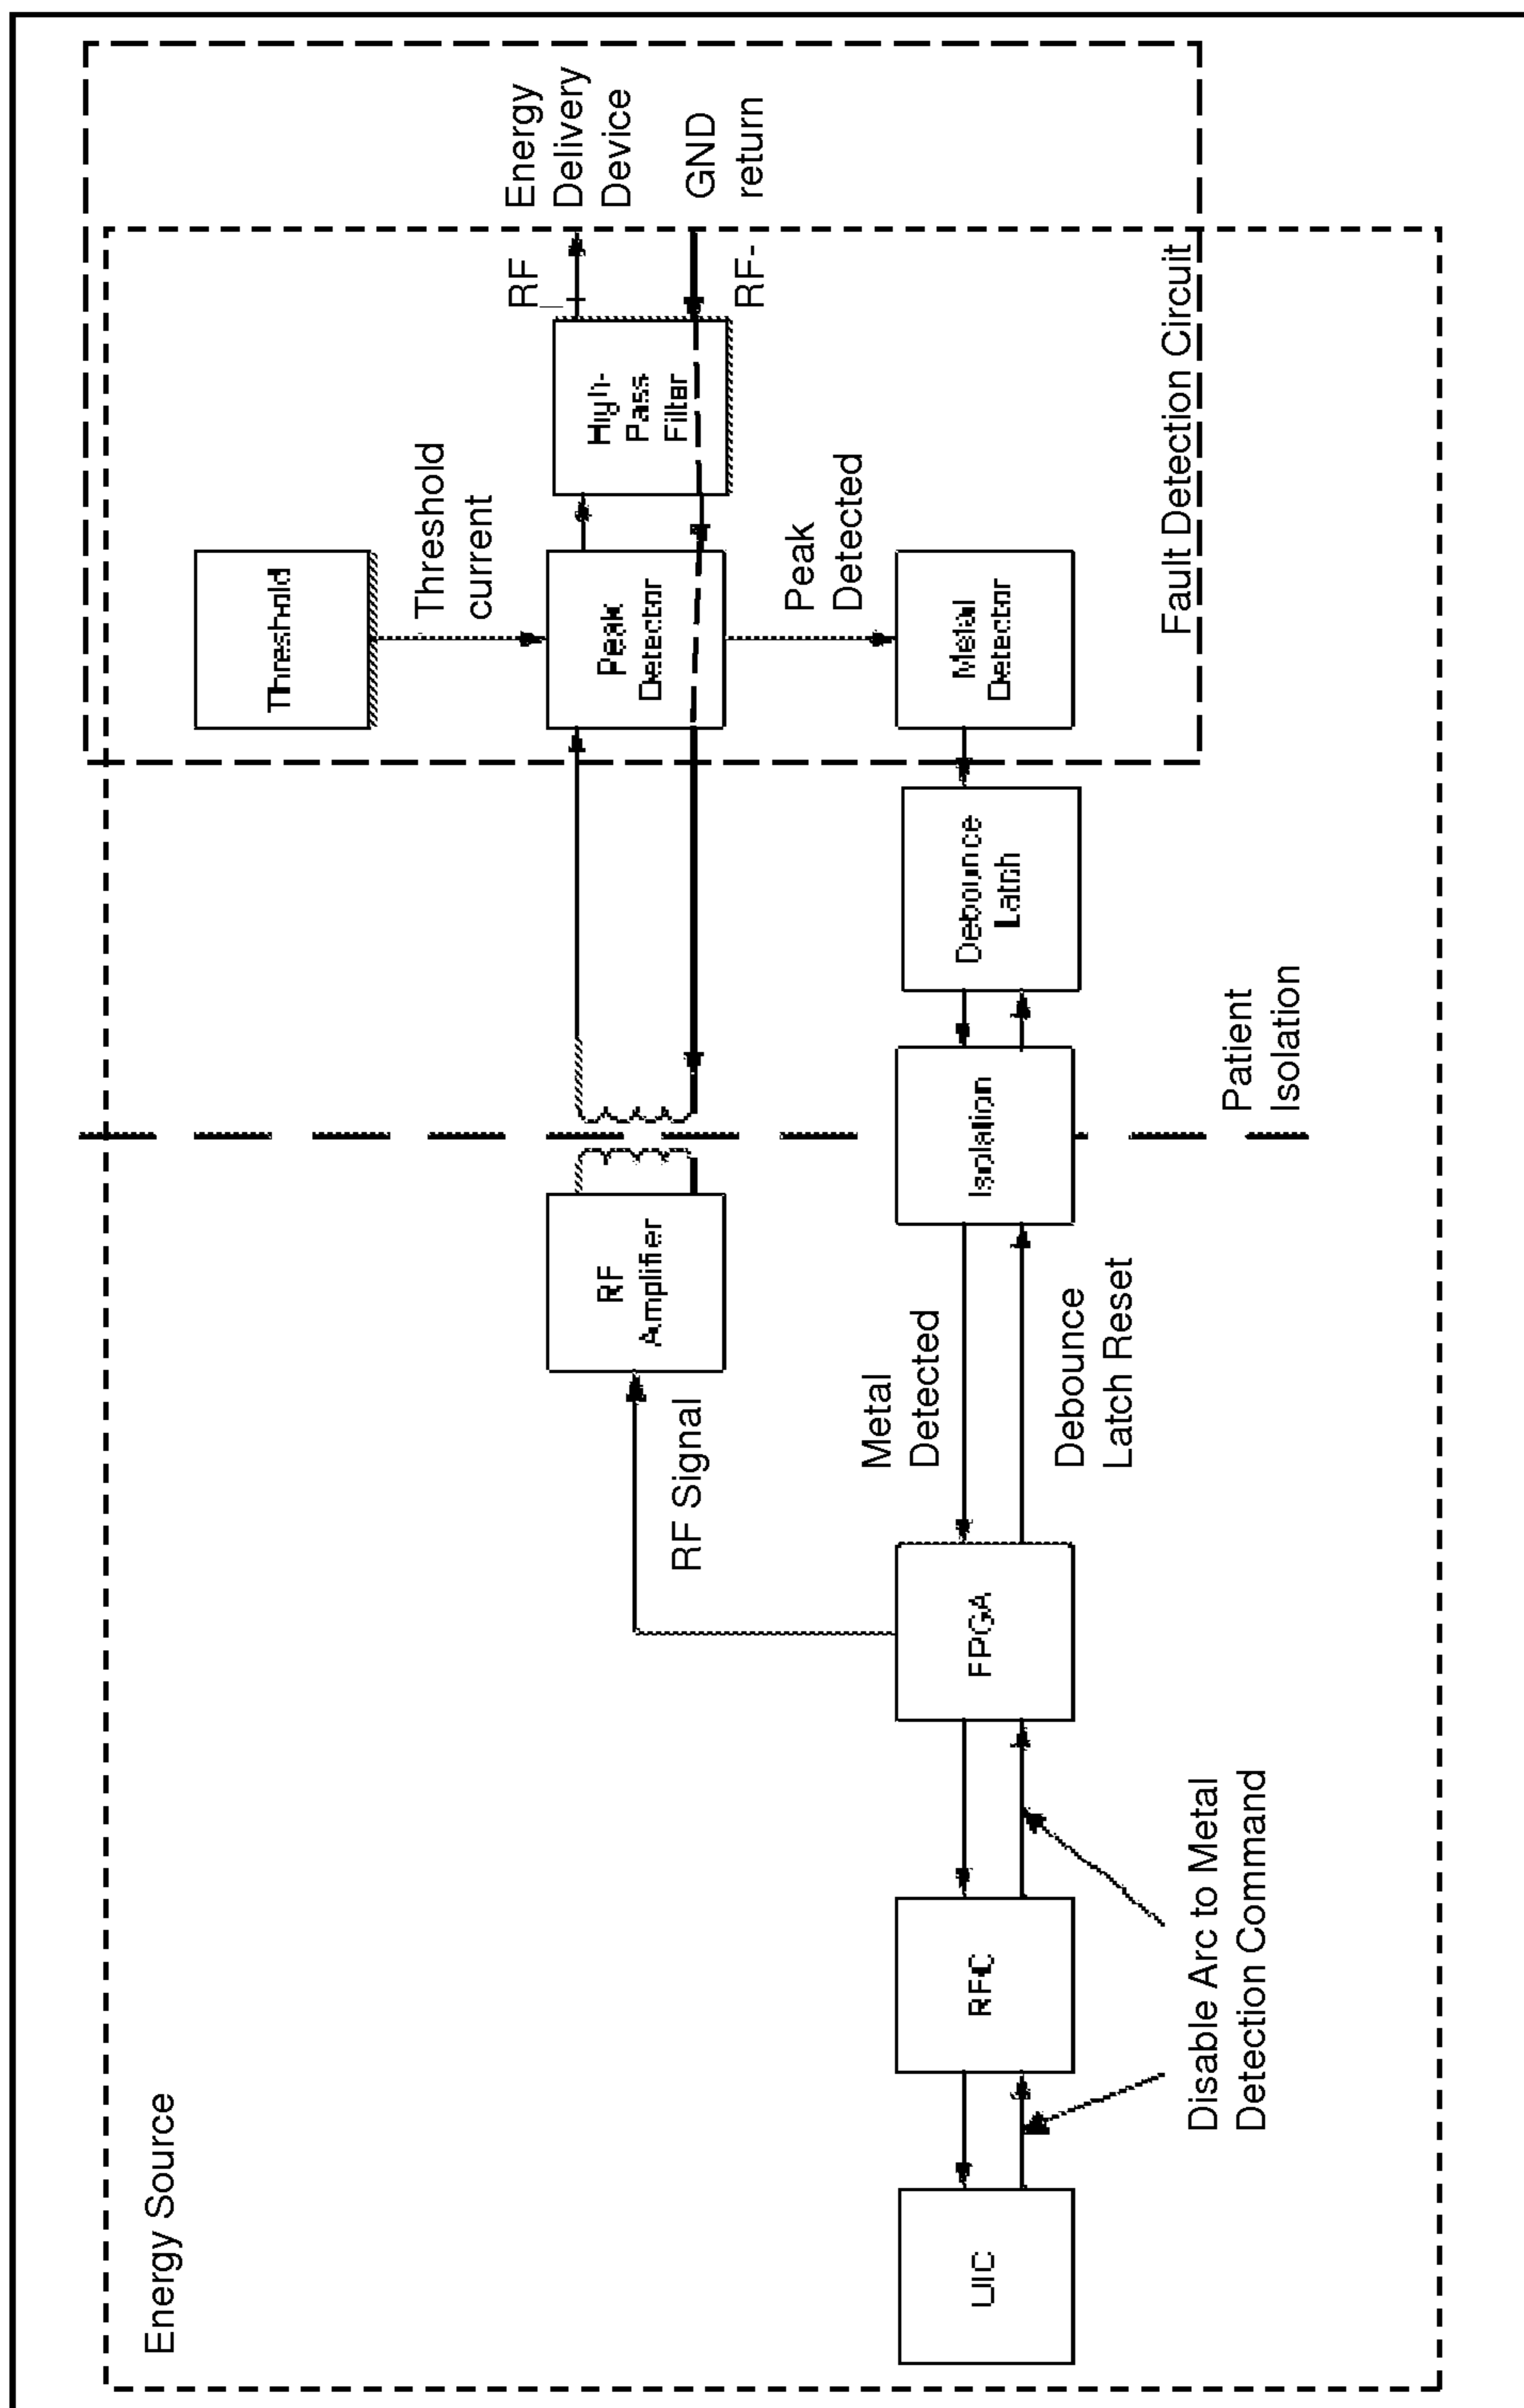 Energy Source
Threshold
Threshold
current
RF Signal
RF
Amplifier
Peak
Detector
High-
Pass
Filter
RF
RF-
Energy
Delivery
Device
GND
return
Peak
Detected
Metal
Detected
Debounce
Latch Reset
UIC
RFC
FPGA
Isolation
Debounce
Latch
Metal
Detector
Disable Arc to Metal
Detection Command
Patient
Isolation
Fault Detection Circuit